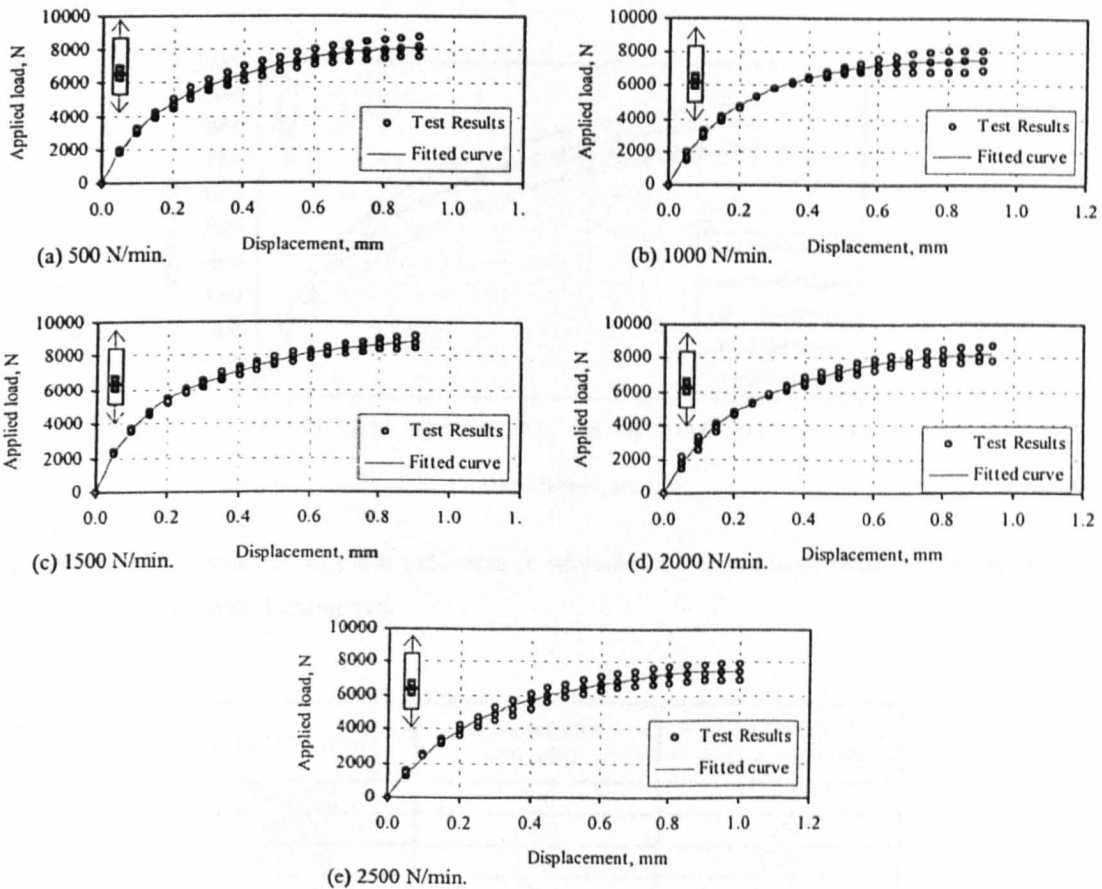 10000
8000
6000
4000
2000
0
Applied load, N
Test Results
Fitted curve
0.0 0.2 0.4 0.6 0.8 1.0 1.
Displacement, mm
(a) 500 N/min.
10000
8000
6000
4000
2000
0
Applied load, N
Test Results
Fitted curve
0.0 0.2 0.4 0.6 0.8 1.0 1.2
Displacement, mm
(b) 1000 N/min.
10000
8000
6000
4000
2000
0
Applied load, N
Test Results
Fitted curve
0.0 0.2 0.4 0.6 0.8 1.0 1.
Displacement, mm
(c) 1500 N/min.
10000
8000
6000
4000
2000
0
Applied load, N
Test Results
Fitted curve
0.0 0.2 0.4 0.6 0.8 1.0 1.2
Displacement, mm
(d) 2000 N/min.
10000
8000
6000
4000
2000
0
Applied load, N
Test Results
Fitted curve
0.0 0.2 0.4 0.6 0.8 1.0 1.2
Displacement, mm
(e) 2500 N/min.